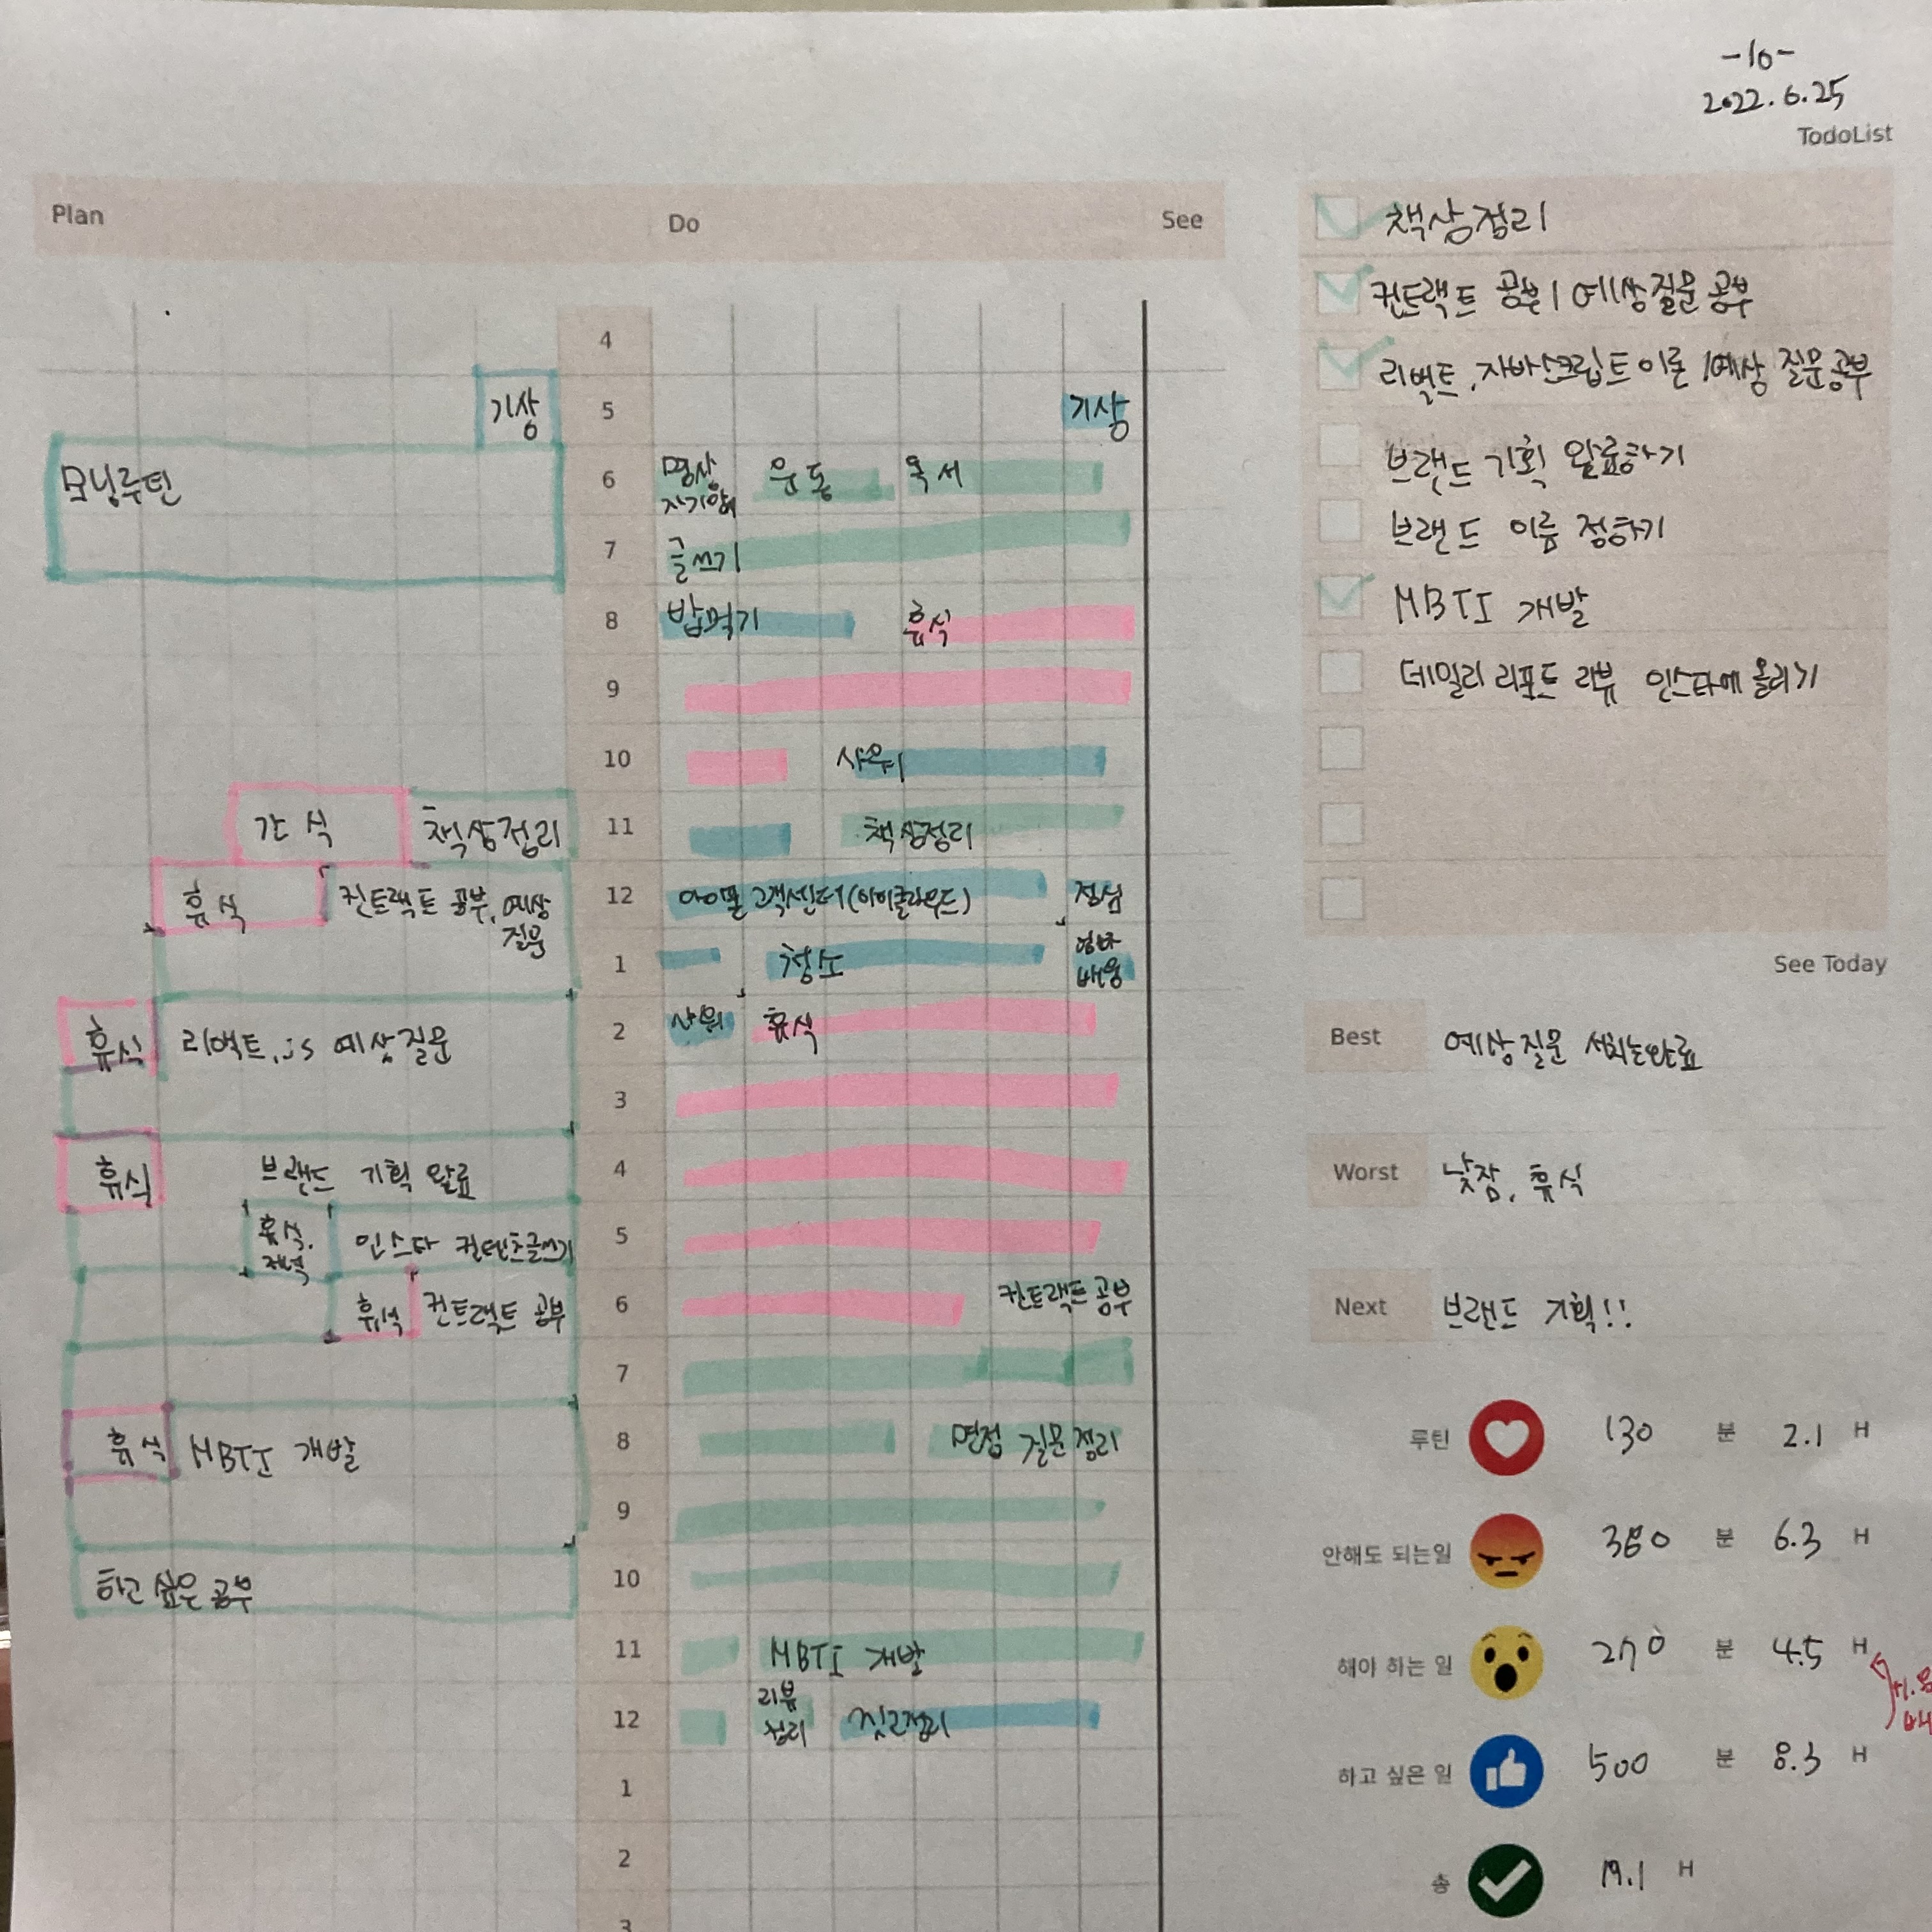 -10-
2022.6.25
TodoList
Plan
Do
See
책상정리
컨트랙트 공부 / 예상질문 공부
리액트, 자바스크립트 이론 / 예상 질문공부
브랜드 기획 완료하기
브랜드 이름 정하기
MBTI 개발
데일리 리포트 리뷰 인스타에 올리기
4
기상
5
기상
모닝루틴
6
명상
운동
독서
7
글쓰기
8
밥먹기
휴식
9
10
샤워
간식
책상정리
11
책상정리
휴식
컨트랙트 공부, 예상
질문
12
고객센터(아이클라우드)
점심
1
청소
배웅
휴식
리액트, js 예상질문
2
샤워
휴식
3
휴식
브랜드 기획 완료
4
휴식,
저녁
인스타 컨텐츠글쓰기
5
휴식
컨트랙트 공부
6
컨트랙트 공부
7
휴식
MBTI 개발
8
면접 질문 정리
9
하고 싶은 공부
10
11
MBTI 개발
12
리뷰
정리
1
2
3
See Today
Best
예상질문 서치는완료
Worst
낮잠, 휴식
Next
브랜드 기획!!
루틴 130 분 2.1 H
안해도 되는일 380 분 6.3 H
해야 하는 일 270 분 4.5 H
하고 싶은 일 500 분 8.3 H
총 19.1 H